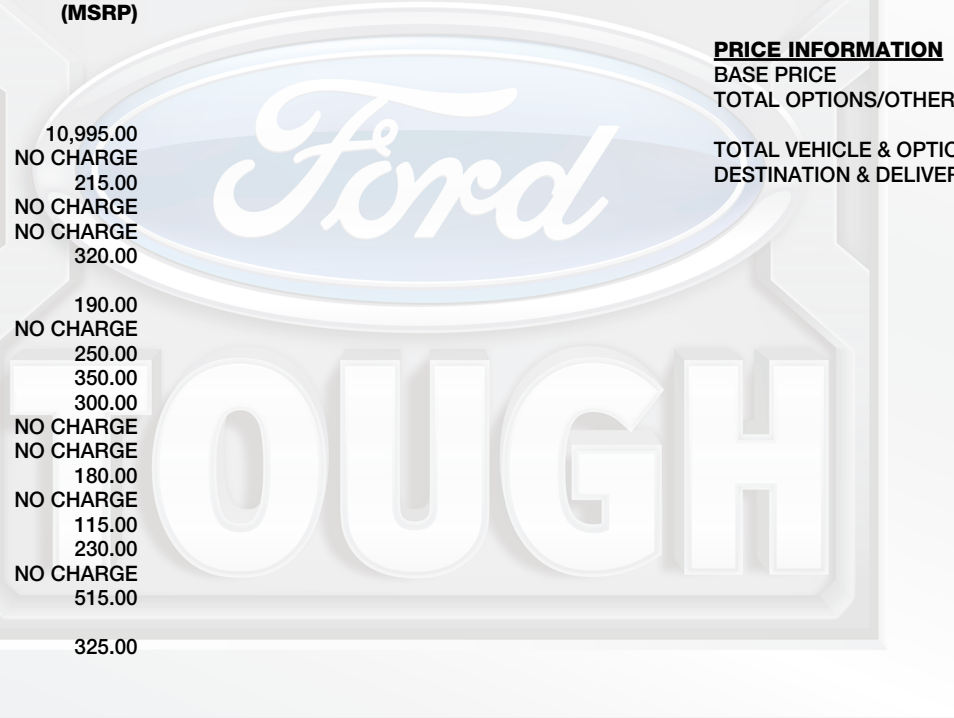 (MSRP)
10,995.00
NO CHARGE
215.00
NO CHARGE
NO CHARGE
320.00
190.00
NO CHARGE
250.00
350.00
300.00
NO CHARGE
NO CHARGE
180.00
NO CHARGE
115.00
230.00
NO CHARGE
515.00
325.00
PRICE INFORMATION
BASE PRICE
TOTAL OPTIONS/OTHER
TOTAL VEHICLE & OPTIO
DESTINATION & DELIVER
Ford
TOUGH